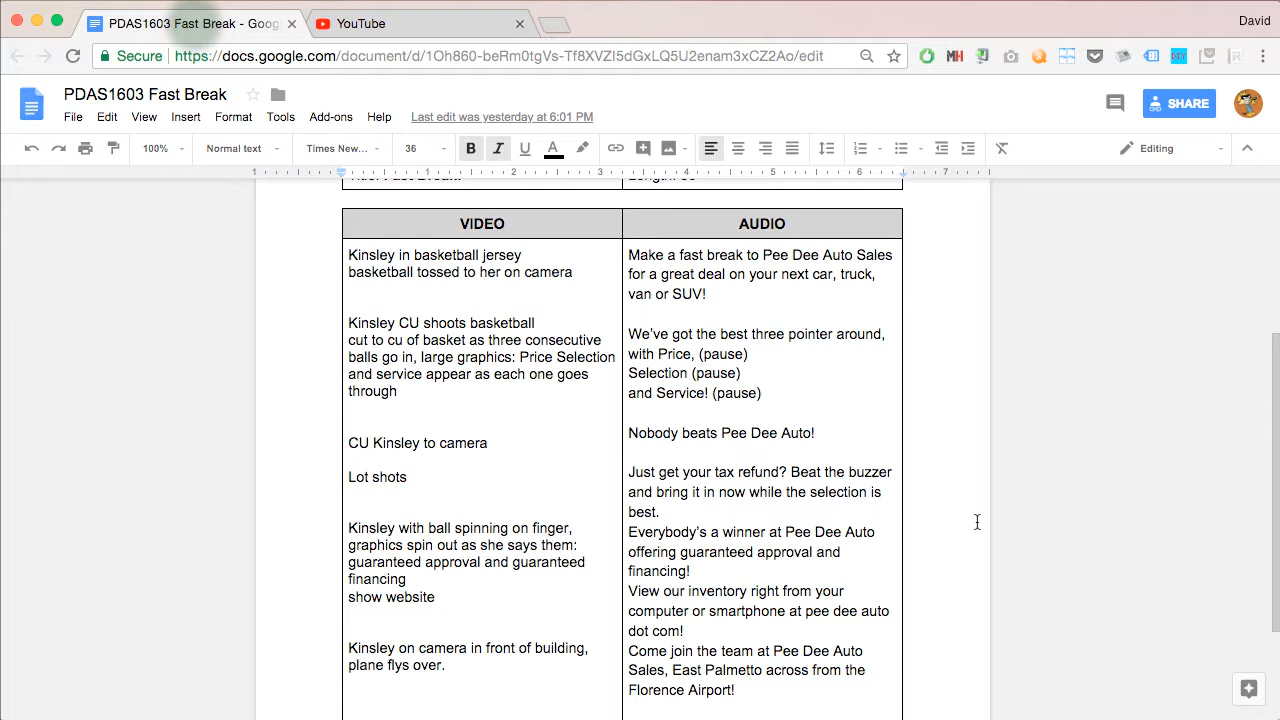 PDAS1603 Fast Break - Goog
YouTube
David
Secure
https://docs.google.com/document/d/1Oh860-beRm0tgVs-Tf8XVZI5dGxLQ5U2enam3xCZ2Ao/edit
PDAS1603 Fast Break
SHARE
File Edit View Insert Format Tools Add-ons Help Last edit was yesterday at 6:01 PM
100% Normal text Times New... 36 B I U A Editing
1 1 2 3 4 5 6 7
VIDEO
AUDIO
Kinsley in basketball jersey
basketball tossed to her on camera
Kinsley CU shoots basketball
cut to cu of basket as three consecutive
balls go in, large graphics: Price Selection
and service appear as each one goes
through
CU Kinsley to camera
Lot shots
Kinsley with ball spinning on finger,
graphics spin out as she says them:
guaranteed approval and guaranteed
financing
show website
Kinsley on camera in front of building,
plane flys over.
Make a fast break to Pee Dee Auto Sales
for a great deal on your next car, truck,
van or SUV!
We've got the best three pointer around,
with Price, (pause)
Selection (pause)
and Service! (pause)
Nobody beats Pee Dee Auto!
Just get your tax refund? Beat the buzzer
and bring it in now while the selection is
best.
Everybody's a winner at Pee Dee Auto
offering guaranteed approval and
financing!
View our inventory right from your
computer or smartphone at pee dee auto
dot com!
Come join the team at Pee Dee Auto
Sales, East Palmetto across from the
Florence Airport!